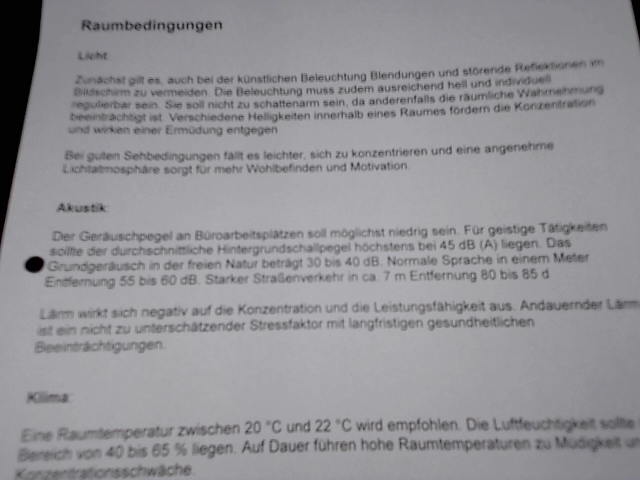 Raumbedingungen
Licht:
Zunächst gilt es, auch bei der künstlichen Beleuchtung Blendungen und störende Reflektionen im
Bildschirm zu vermeiden. Die Beleuchtung muss zudem ausreichend hell und individuell
regulierbar sein. Sie soll nicht zu schattenarm sein, da anderenfalls die räumliche Wahrnehmung
beeinträchtigt ist. Verschiedene Helligkeiten innerhalb eines Raumes fördern die Konzentration
und wirken einer Ermüdung entgegen
Bei guten Sehbedingungen fällt es leichter, sich zu konzentrieren und eine angenehme
Lichtatmosphäre sorgt für mehr Wohlbefinden und Motivation.
Akustik:
Der Geräuschpegel an Büroarbeitsplätzen soll möglichst niedrig sein. Für geistige Tätigkeiten
sollte der durchschnittliche Hintergrundschallpegel höchstens bei 45 dB (A) liegen. Das
Grundgeräusch in der freien Natur beträgt 30 bis 40 dB. Normale Sprache in einem Meter
Entfernung 55 bis 60 dB. Starker Straßenverkehr in ca. 7 m Entfernung 80 bis 85 d
Lärm wirkt sich negativ auf die Konzentration und die Leistungsfähigkeit aus. Andauernder Lärm
ist ein nicht zu unterschätzender Stressfaktor mit langfristigen gesundheitlichen
Beeinträchtigungen.
Kilima:
Eine Raumtemperatur zwischen 20 °C und 22 °C wird empfohlen. Die Luftfeuchtigkeit sollte
Bereich von 40 bis 65 % liegen. Auf Dauer führen hohe Raumtemperaturen zu Müdigkeit un
Konzentrationsschwäche.